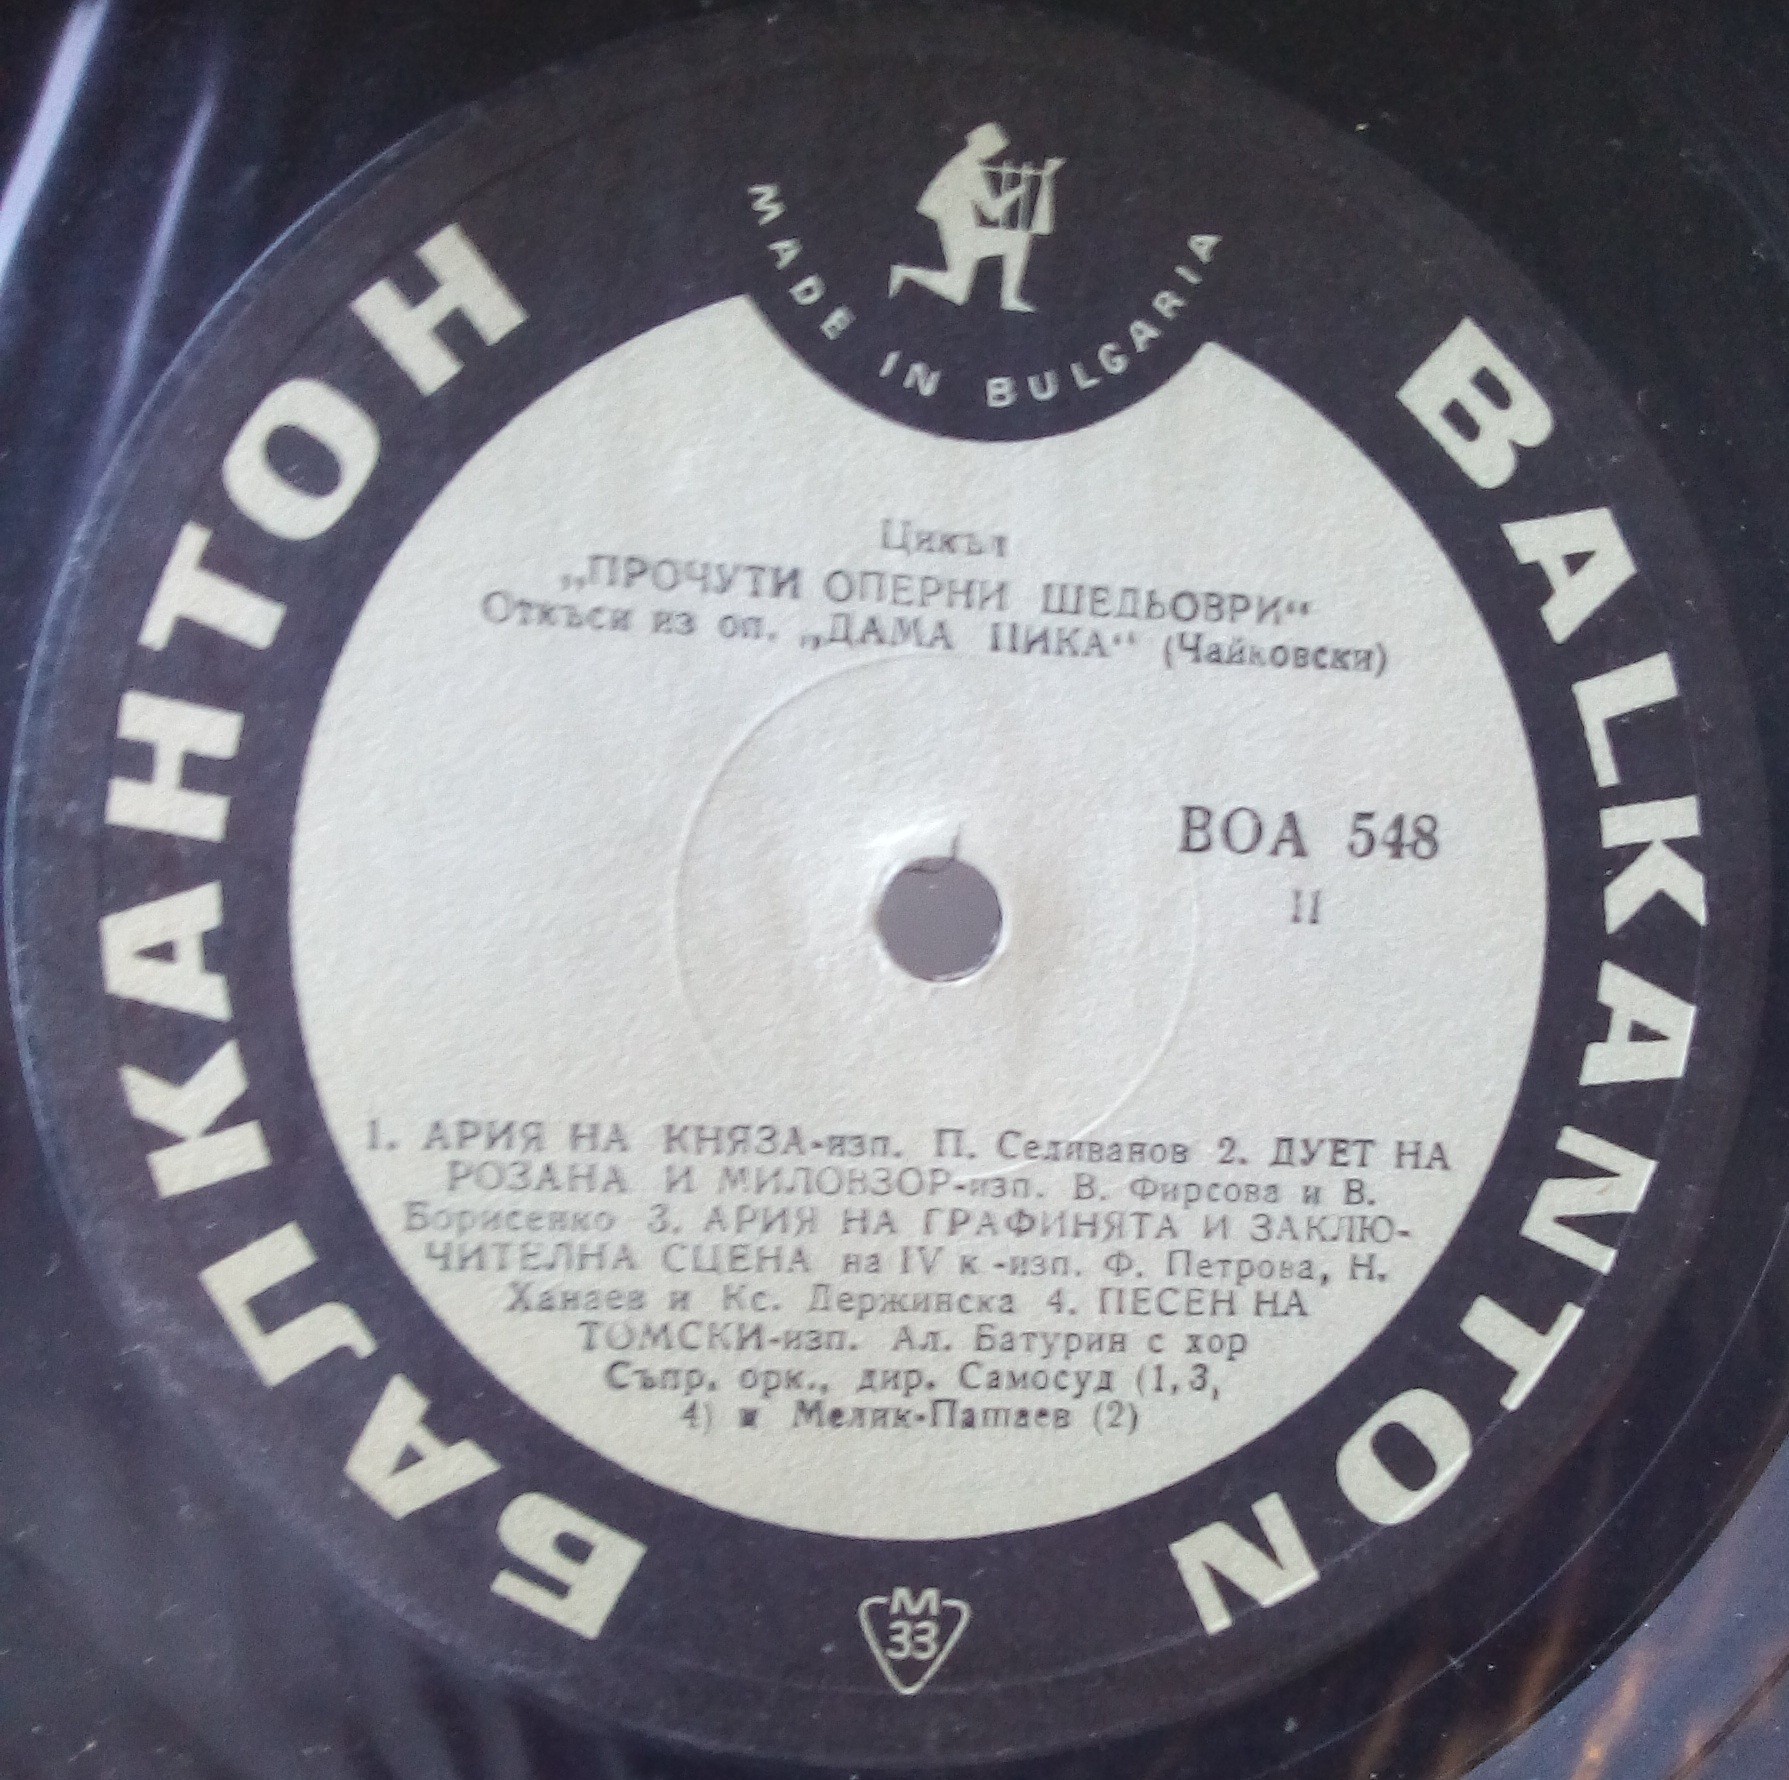 MADE IN BULGARIA
БАЛКАНТОН
BALKANTON
Цикъл
„ПРОЧУТИ ОПЕРНИ ШЕДЬОВРИ“
Откъси из оп. „ДАМА ПИКА“ (Чайковски)
ВОА 548
II
1. АРИЯ НА КНЯЗА-изп. П. Селиванов 2. ДУЕТ НА
РОЗАНА И МИЛОВЗОР-изп. В. Фирсова и В.
Борисенко 3. АРИЯ НА ГРАФИНЯТА И ЗАКЛЮ-
ЧИТЕЛНА СЦЕНА на IV к -изп. Ф. Петрова, Н.
Ханаев и Кс. Держинска 4. ПЕСЕН НА
ТОМСКИ-изп. Ал. Батурин с хор
Съпр. орк., дир. Самосуд (1, 3,
4) и Мелик-Пашаев (2)
М
33